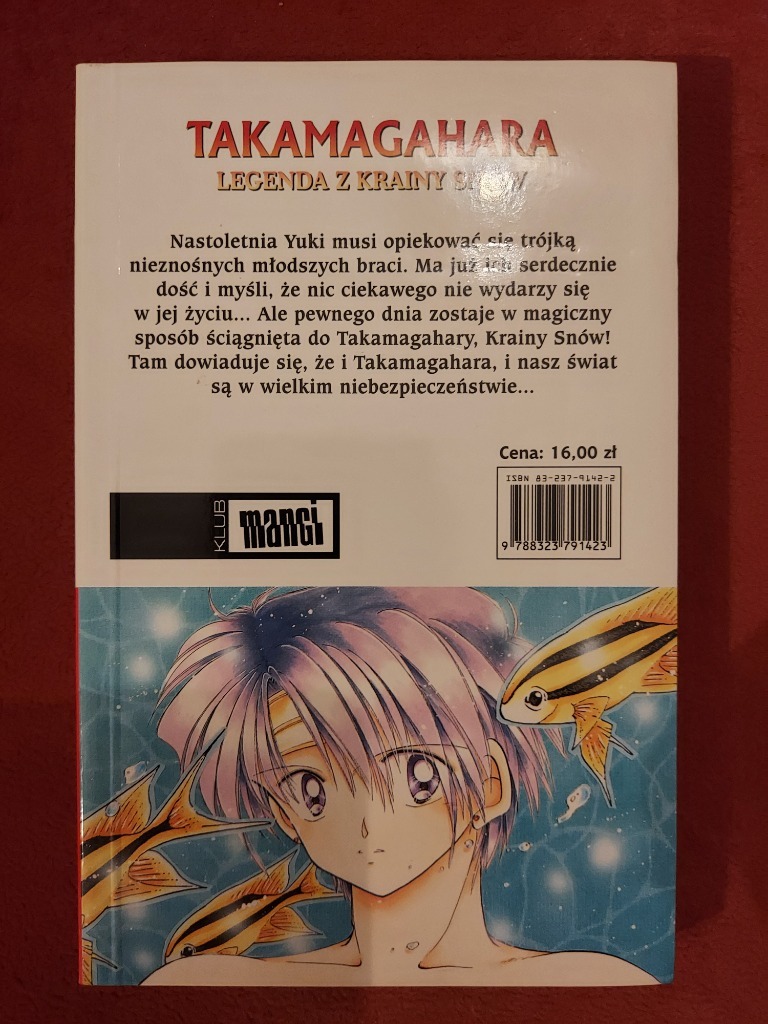 TAKAMAGAHARA
LEGENDA Z KRAINY SNÓW
Nastoletnia Yuki musi opiekować się trójką
nieznośnych młodszych braci. Ma już ich serdecznie
dość i myśli, że nic ciekawego nie wydarzy się
w jej życiu... Ale pewnego dnia zostaje w magiczny
sposób ściągnięta do Takamagahary, Krainy Snów!
Tam dowiaduje się, że i Takamagahara, i nasz świat
są w wielkim niebezpieczeństwie...
Cena: 16,00 zł
ISBN 83-237-9142-2
9 788323 791423
KLUB
mangi